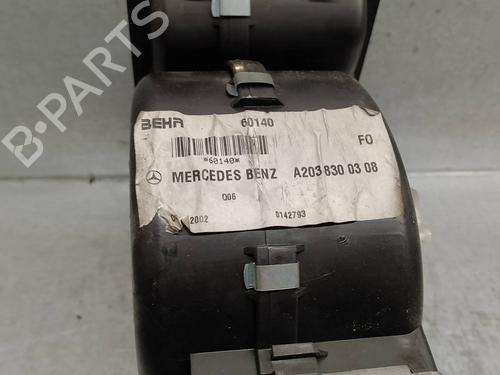 B-PARTS
BEHR 60140
*60140* FO
MERCEDES BENZ A203 830 03 08
Q06
2002 0142793